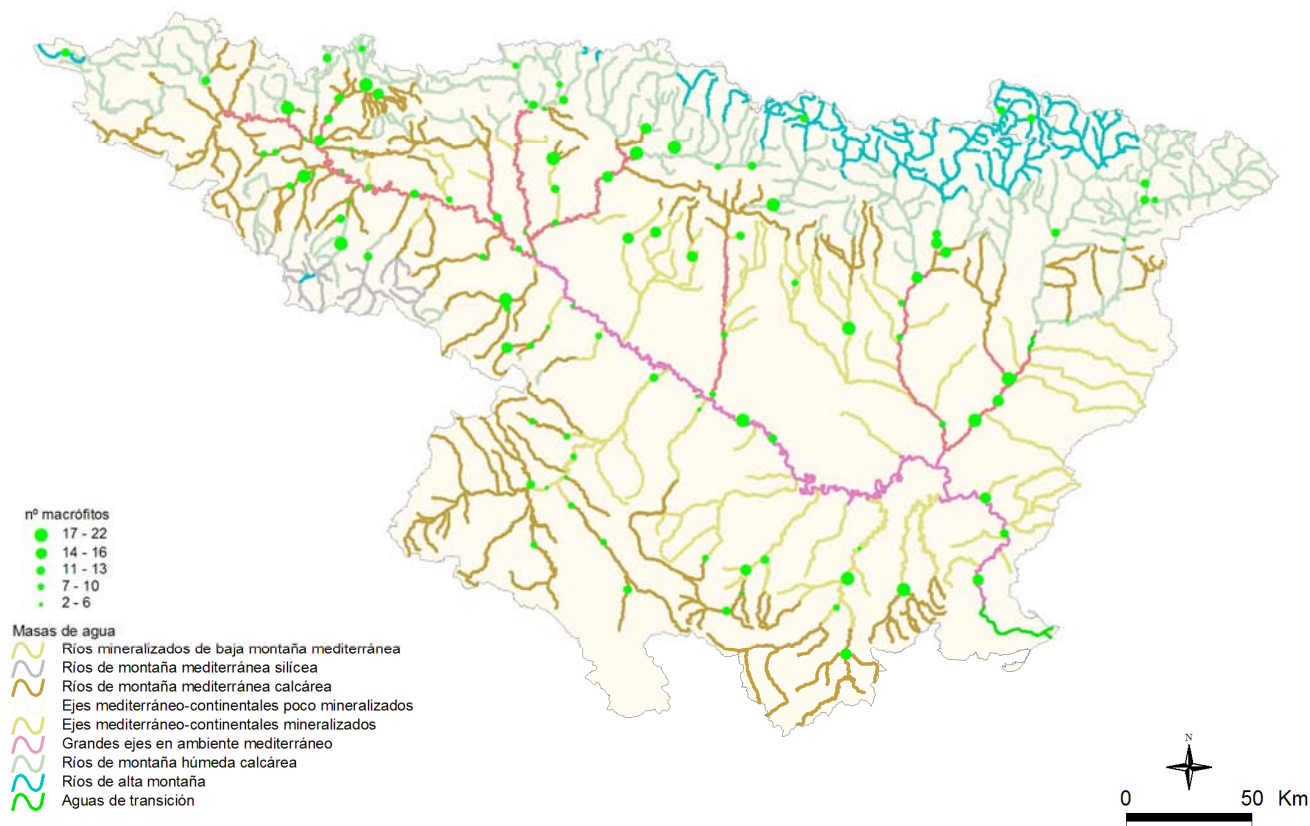 nº macrófitos
17 - 22
14 - 16
11 - 13
7 - 10
2 - 6
Masas de agua
Ríos mineralizados de baja montaña mediterránea
Ríos de montaña mediterránea silícea
Ríos de montaña mediterránea calcárea
Ejes mediterráneo-continentales poco mineralizados
Ejes mediterráneo-continentales mineralizados
Grandes ejes en ambiente mediterráneo
Ríos de montaña húmeda calcárea
Ríos de alta montaña
Aguas de transición
N
0 50 Km